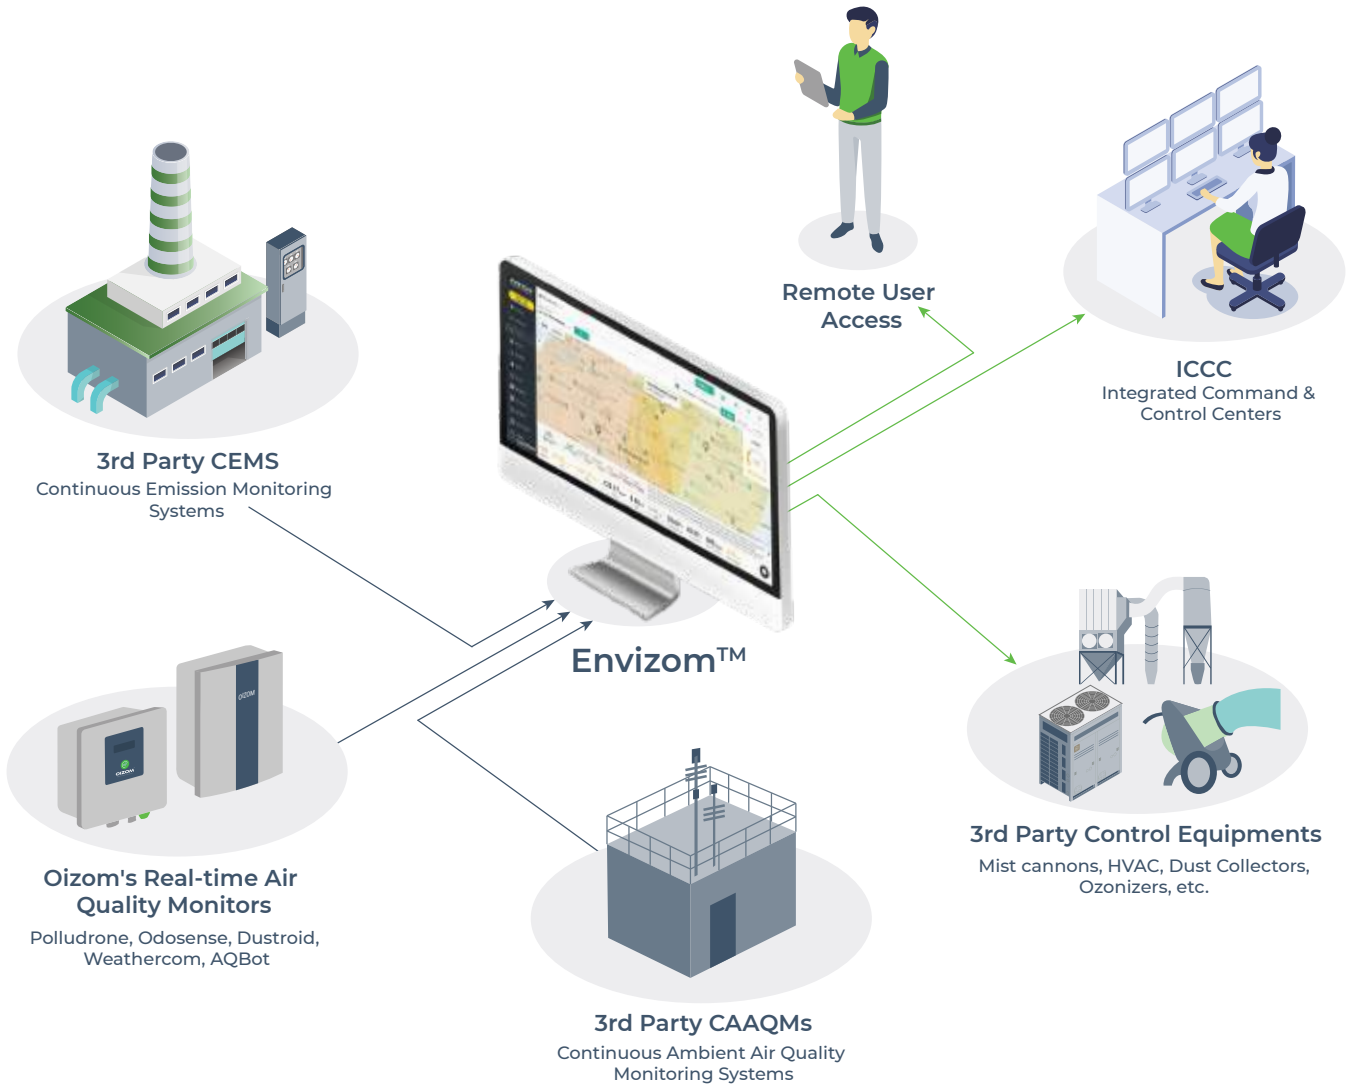 Remote User
Access
ICCC
Integrated Command &
Control Centers
3rd Party CEMS
Continuous Emission Monitoring
Systems
Envizom™
OIZOM
OIZOM
Oizom's Real-time Air
Quality Monitors
Polludrone, Odosense, Dustroid,
Weathercom, AQBot
3rd Party Control Equipments
Mist cannons, HVAC, Dust Collectors,
Ozonizers, etc.
3rd Party CAAQMs
Continuous Ambient Air Quality
Monitoring Systems